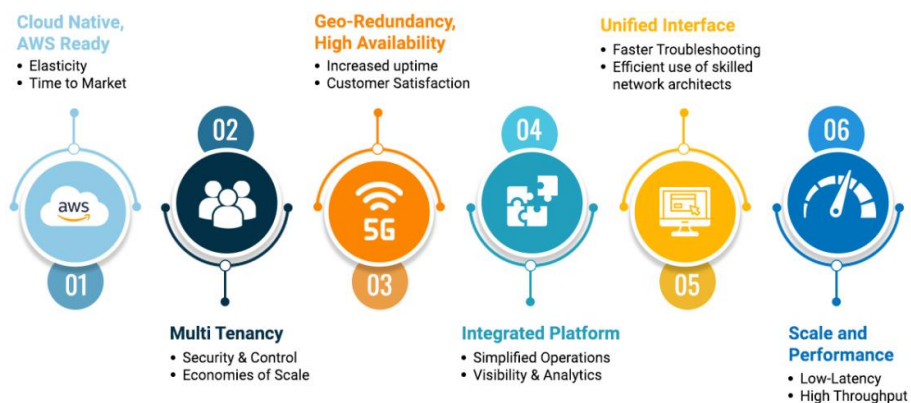 Cloud Native,
AWS Ready
• Elasticity
• Time to Market
aws
01
02
Multi Tenancy
• Security & Control
• Economies of Scale
Geo-Redundancy,
High Availability
• Increased uptime
• Customer Satisfaction
5G
03
04
Integrated Platform
• Simplified Operations
• Visibility & Analytics
Unified Interface
• Faster Troubleshooting
• Efficient use of skilled
network architects
05
06
Scale and
Performance
• Low-Latency
• High Throughput